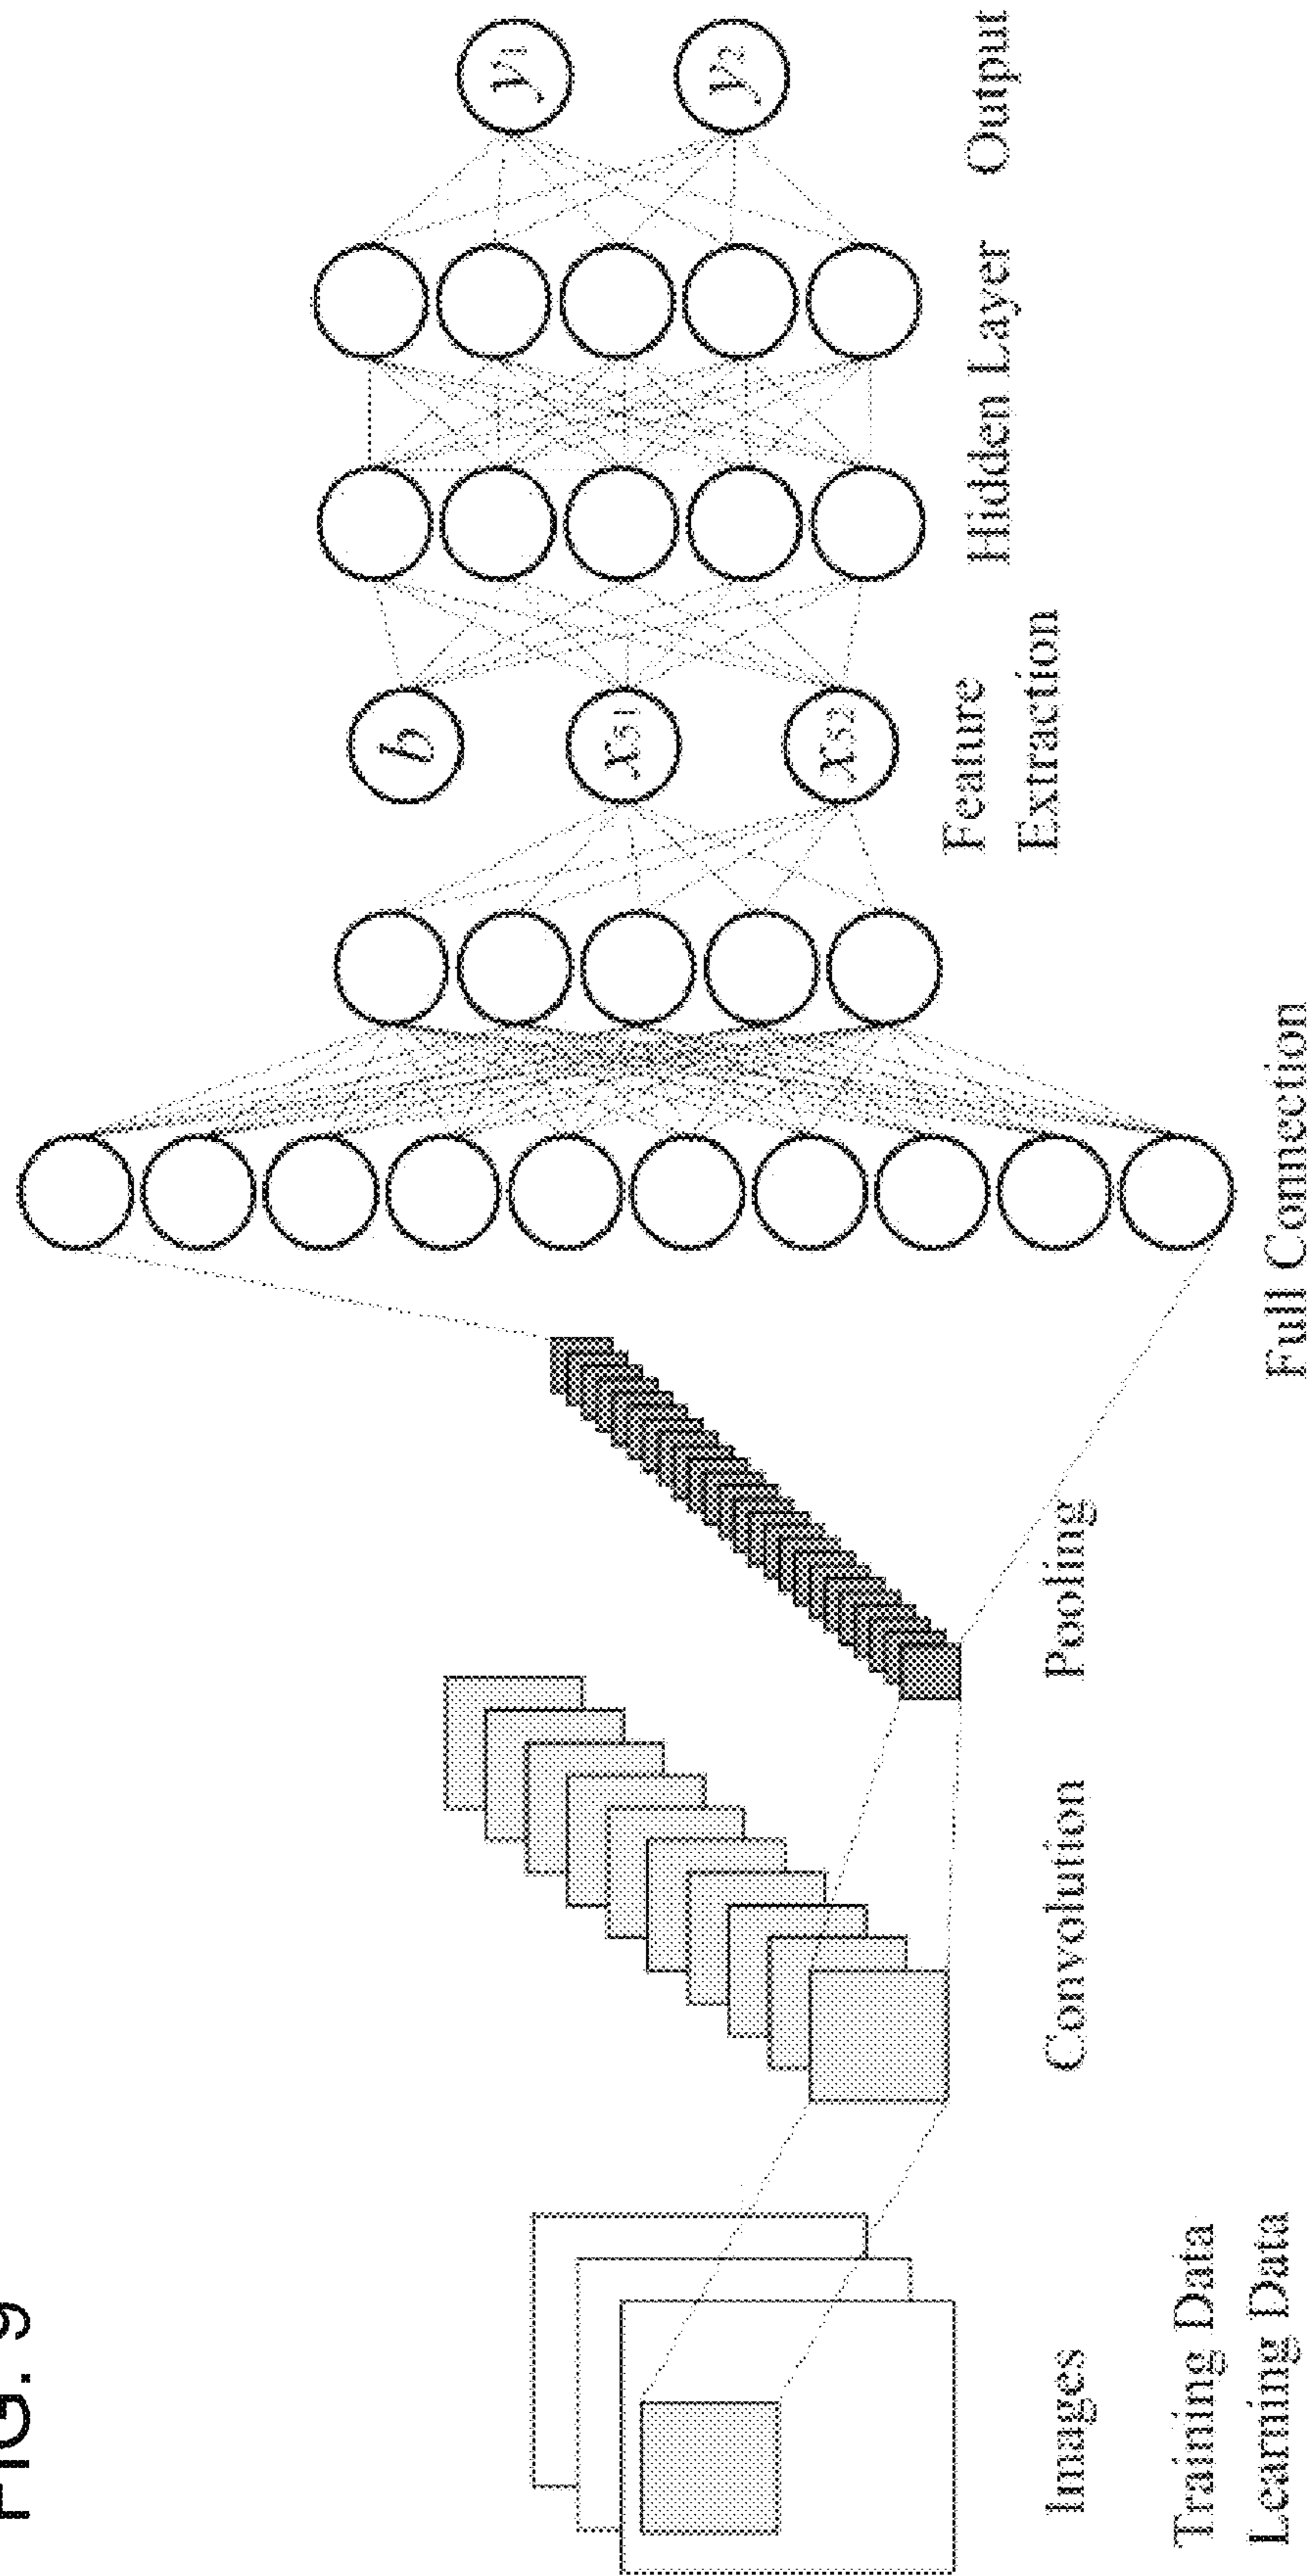 FIG. 9
Images
Training Data
Learning Data
Convolution
Pooling
Full Connection
b
x51
x52
Feature
Extraction
Hidden Layer
y1
y2
Output